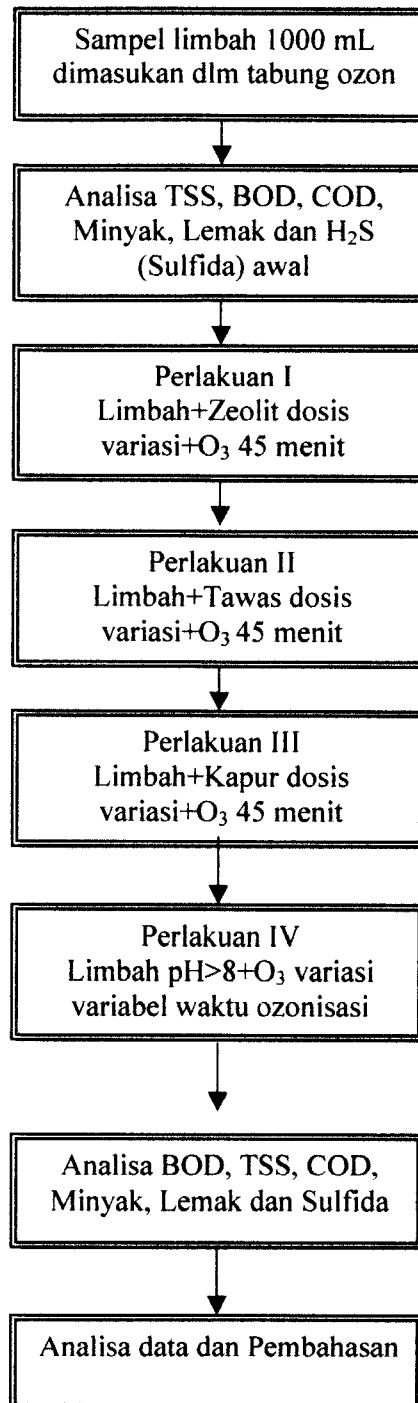 Sampel limbah 1000 mL
dimasukan dlm tabung ozon
Analisa TSS, BOD, COD,
Minyak, Lemak dan H₂S
(Sulfida) awal
Perlakuan I
Limbah+Zeolit dosis
variasi+O₃ 45 menit
Perlakuan II
Limbah+Tawas dosis
variasi+O₃ 45 menit
Perlakuan III
Limbah+Kapur dosis
variasi+O₃ 45 menit
Perlakuan IV
Limbah pH>8+O₃ variasi
variabel waktu ozonisasi
Analisa BOD, TSS, COD,
Minyak, Lemak dan Sulfida
Analisa data dan Pembahasan